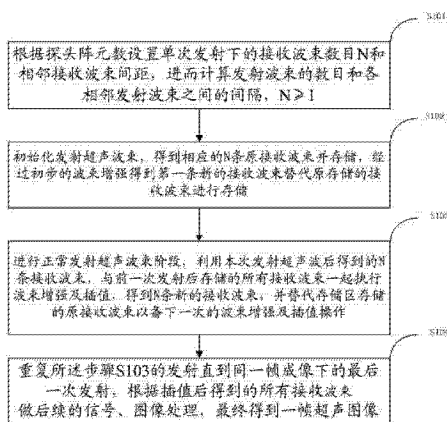 S101
根据探头阵元数设置单次发射下的接收波束数目N和
相邻接收波束间距，进而计算发射波束的数目和各
相邻发射波束之间的间隔，N≥1
初始化发射超声波束，得到相应的N条原接收波束并存储，经
过初步的波束增强得到第一条新的接收波束替代原存储的接
收波束进行存储
进行正常发射超声波束阶段，利用本次发射超声波后得到的N
条接收波束，与前一次发射后存储的所有接收波束一起执行
波束增强及插值，得到N条新的接收波束，并替代存储区存储
的原接收波束以备下一次的波束增强及插值操作
重复所述步骤S103的发射直到同一帧成像下的最后
一次发射，根据插值后得到的所有接收波束
做后续的信号、图像处理，最终得到一帧超声图像